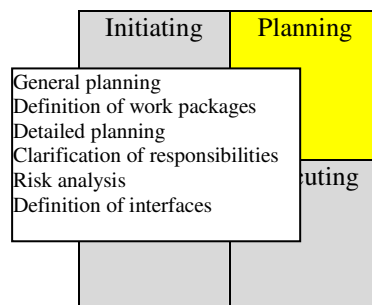 Initiating Planning
General planning
Definition of work packages
Detailed planning
Clarification of responsibilities
Risk analysis
cuting
Definition of interfaces